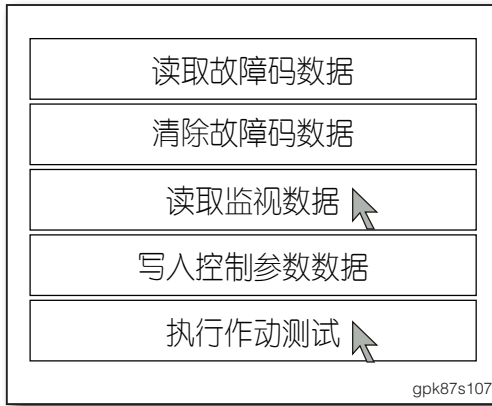 读取故障码数据
清除故障码数据
读取监视数据
写入控制参数数据
执行作动测试
gpk87s107